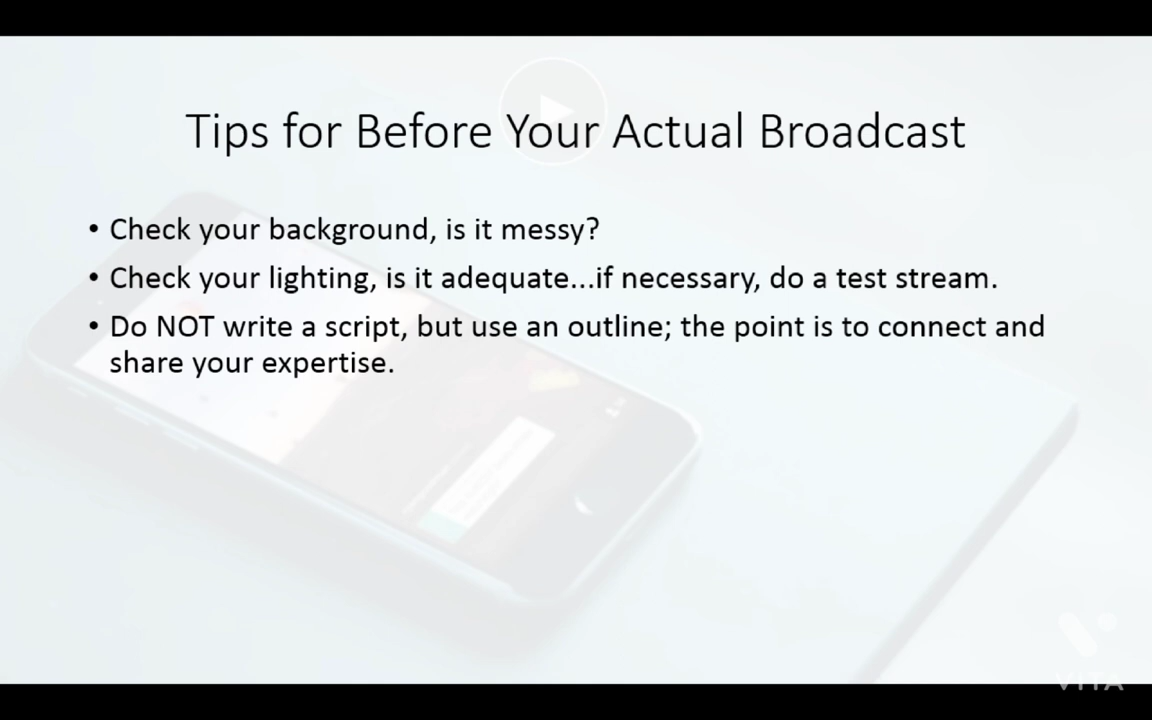 Tips for Before Your Actual Broadcast
• Check your background, is it messy?
• Check your lighting, is it adequate...if necessary, do a test stream.
• Do NOT write a script, but use an outline; the point is to connect and
share your expertise.
VITA